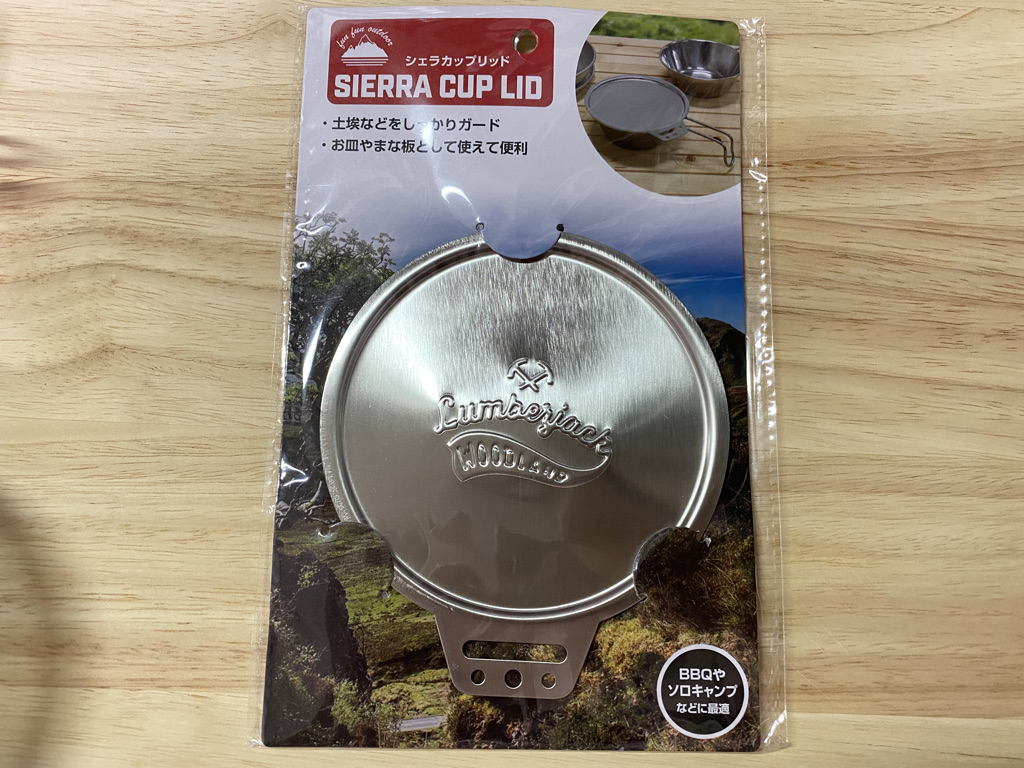 fun fun outdoor
シェラカップリッド
SIERRA CUP LID
・土埃などをしっかりガード
・お皿やまな板として使えて便利
Lumberjack
WOODLAND
BBQや
ソロキャンプ
などに最適